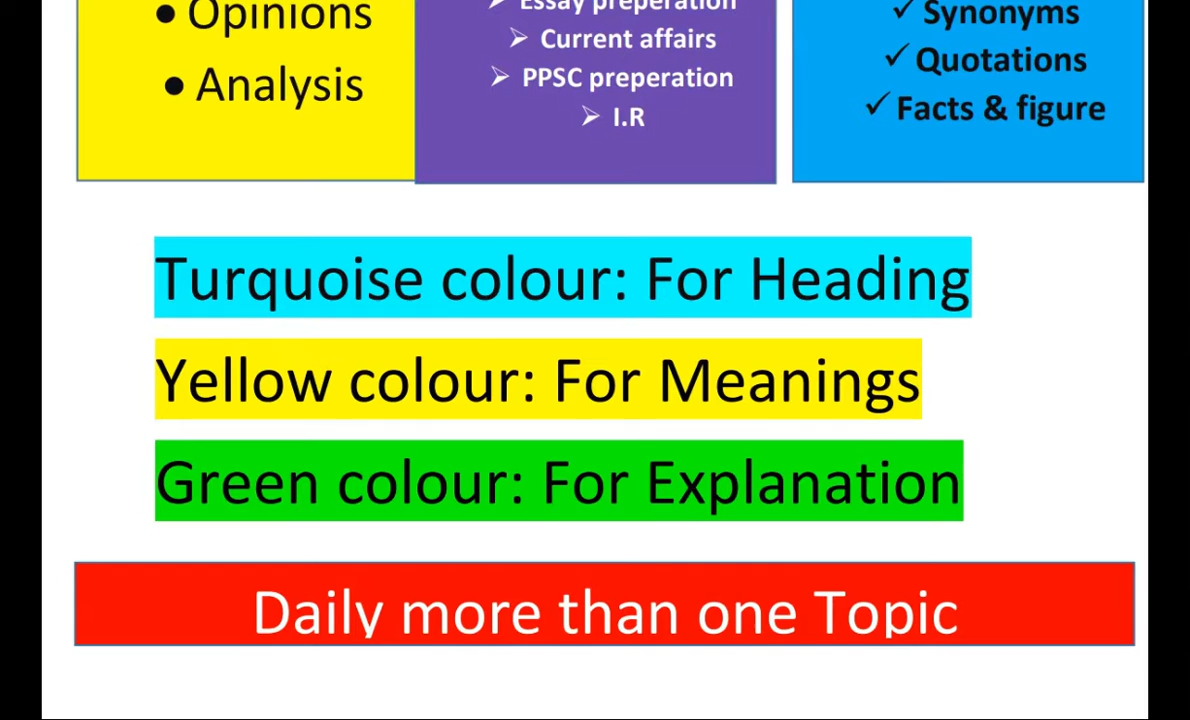 • Opinions
• Analysis
➢ Essay preperation
➢ Current affairs
➢ PPSC preperation
➢ I.R
✓ Synonyms
✓ Quotations
✓ Facts & figure
Turquoise colour: For Heading
Yellow colour: For Meanings
Green colour: For Explanation
Daily more than one Topic